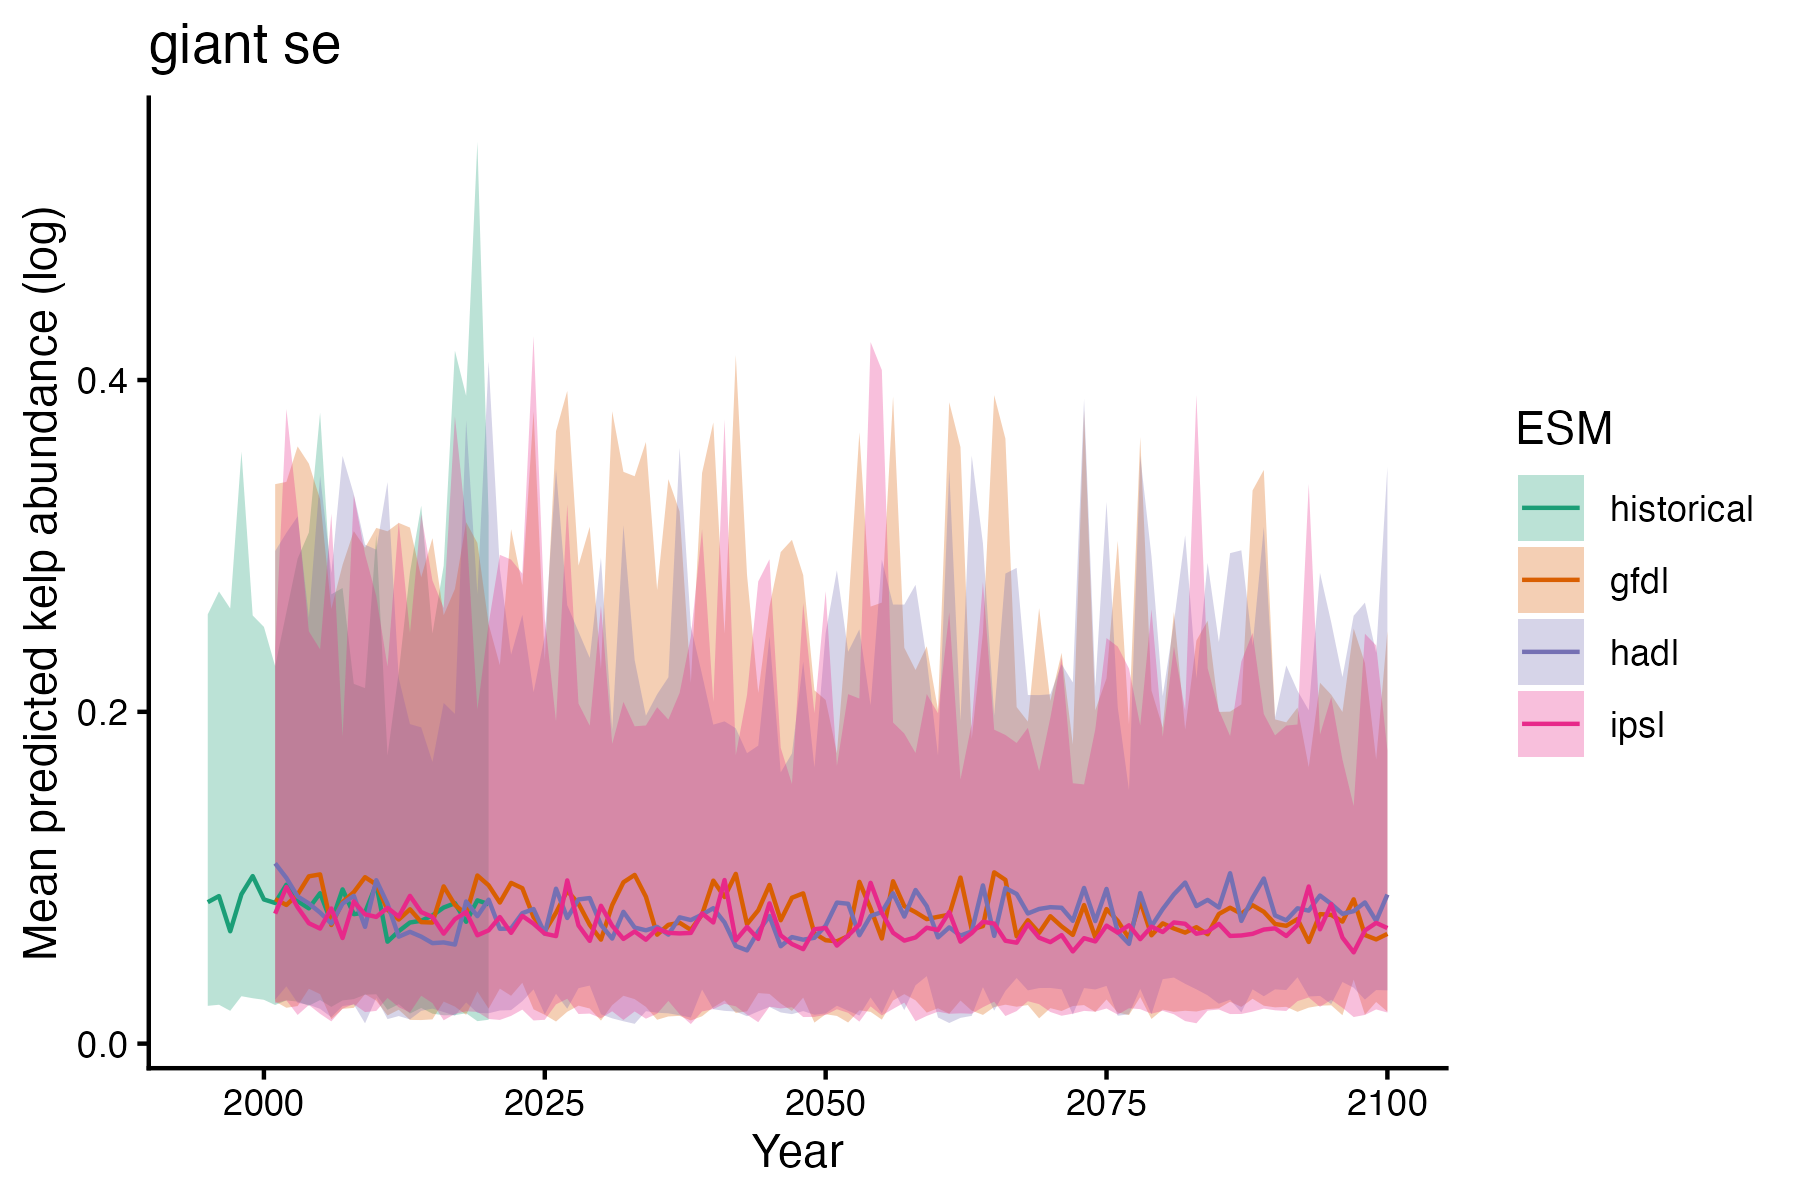 giant se
Mean predicted kelp abundance (log)
0.4
0.2
0.0
2000 2025 2050 2075 2100
Year
ESM
historical
gfdl
hadl
ipsl